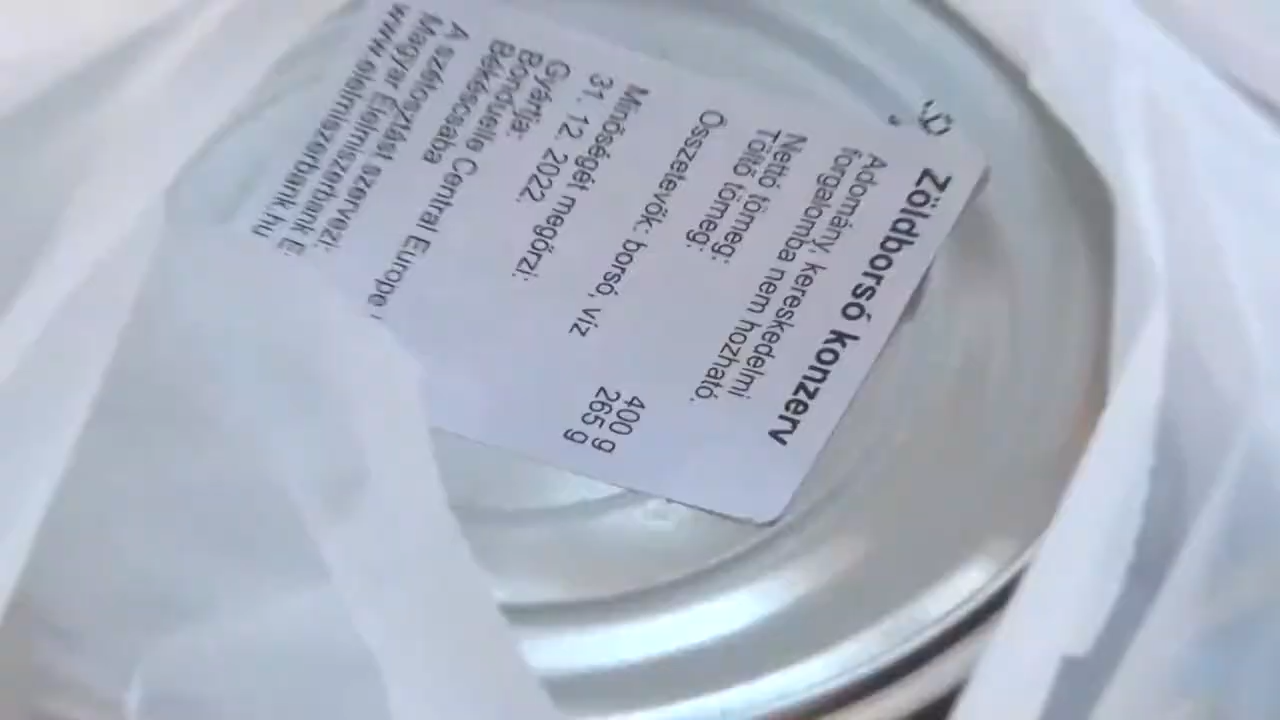 Zöldborsó konzerv
Adomány, kereskedelmi
forgalomba nem hozható.
Nettó tömeg: 400 g
Töltő tömeg: 265 g
Összetevők: borsó, víz
Minőségét megőrzi:
31. 12. 2022.
Gyártja:
Bonduelle Central Europe
Békéscsaba
A szétosztást szervezi:
Magyar Élelmiszerbank E
www.elelmiszerbank.hu